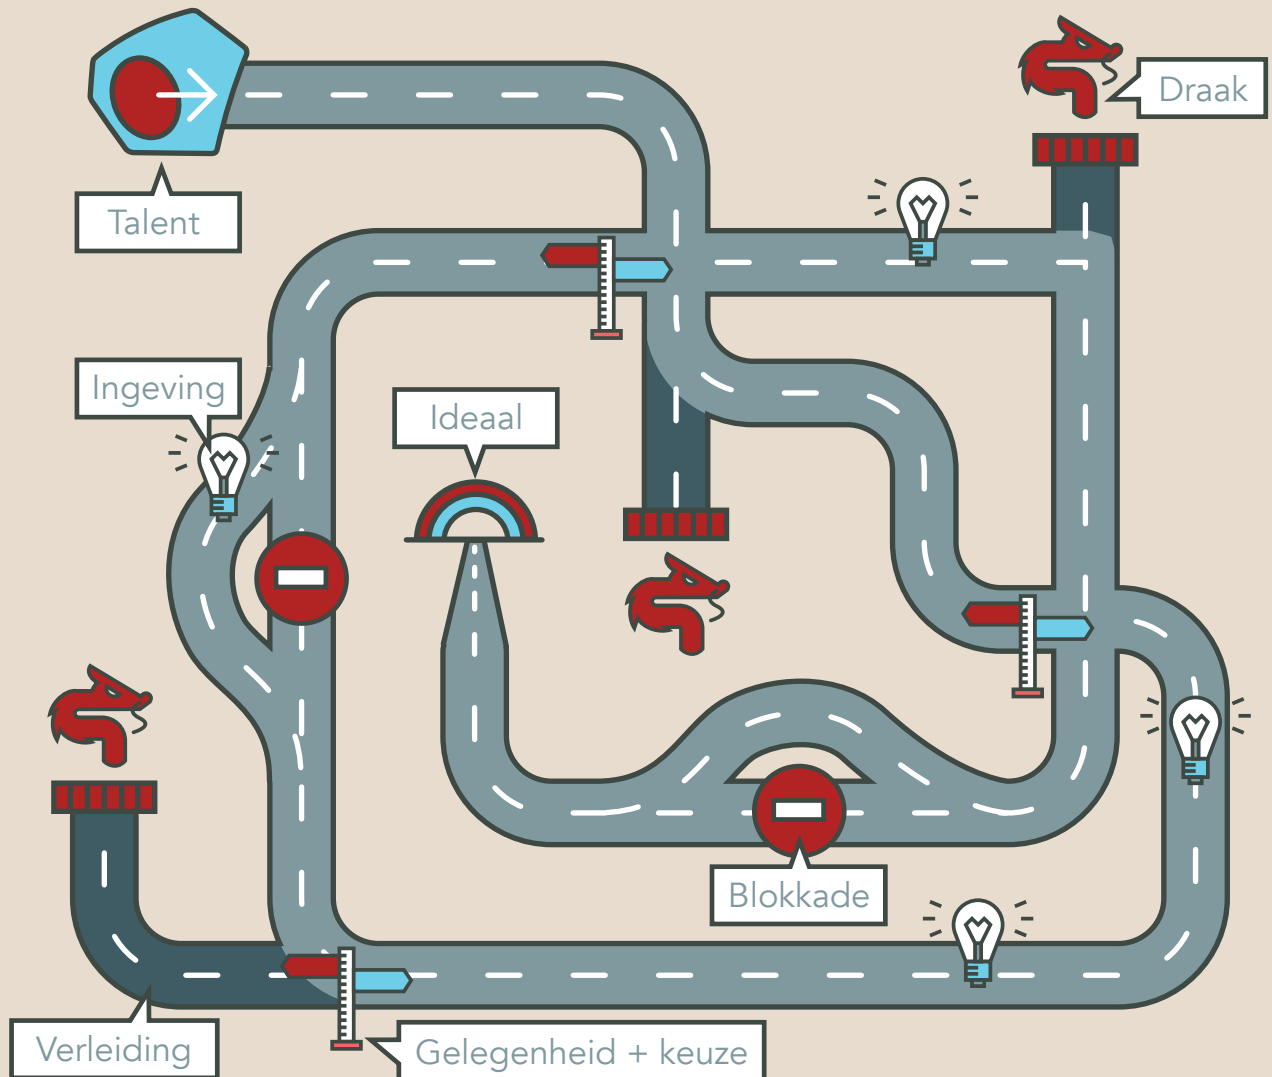 Draak
Talent
Ingeving
Ideaal
Blokkade
Verleiding
Gelegenheid + keuze